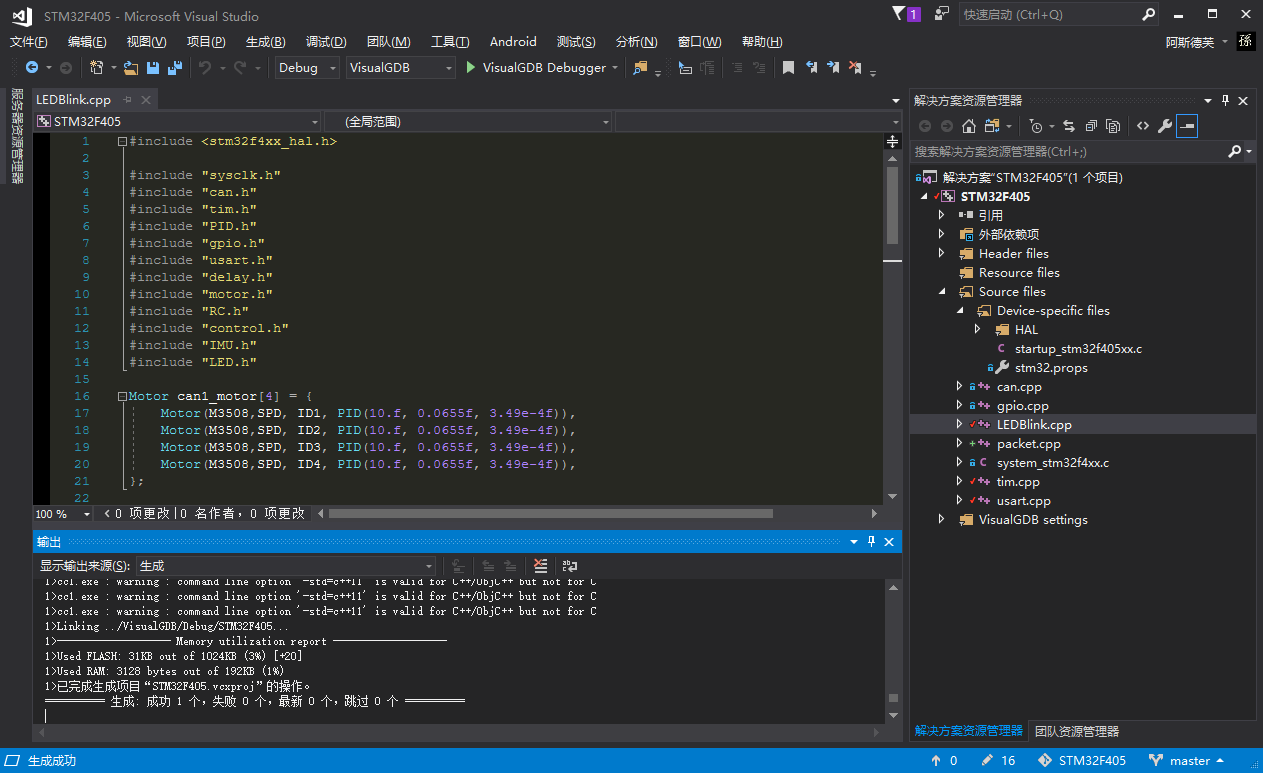 STM32F405 - Microsoft Visual Studio
1
快速启动 (Ctrl+Q)
文件(F) 编辑(E) 视图(V) 项目(P) 生成(B) 调试(D) 团队(M) 工具(T) Android 测试(S) 分析(N) 窗口(W) 帮助(H)
阿斯德芙
孫
Debug VisualGDB VisualGDB Debugger
服务器资源管理器
LEDBlink.cpp
STM32F405 (全局范围)
1 #include <stm32f4xx_hal.h>
2
3 #include "sysclk.h"
4 #include "can.h"
5 #include "tim.h"
6 #include "PID.h"
7 #include "gpio.h"
8 #include "usart.h"
9 #include "delay.h"
10 #include "motor.h"
11 #include "RC.h"
12 #include "control.h"
13 #include "IMU.h"
14 #include "LED.h"
15
16 Motor can1_motor[4] = {
17 Motor(M3508,SPD, ID1, PID(10.f, 0.0655f, 3.49e-4f)),
18 Motor(M3508,SPD, ID2, PID(10.f, 0.0655f, 3.49e-4f)),
19 Motor(M3508,SPD, ID3, PID(10.f, 0.0655f, 3.49e-4f)),
20 Motor(M3508,SPD, ID4, PID(10.f, 0.0655f, 3.49e-4f)),
21 };
22
100 % 0 项更改|0 名作者，0 项更改
输出
显示输出来源(S): 生成
1>cc1.exe : warning : command line option '-std=c++11' is valid for C++/ObjC++ but not for C
1>cc1.exe : warning : command line option '-std=c++11' is valid for C++/ObjC++ but not for C
1>cc1.exe : warning : command line option '-std=c++11' is valid for C++/ObjC++ but not for C
1>Linking ../VisualGDB/Debug/STM32F405...
1>------------------- Memory utilization report -------------------
1>Used FLASH: 31KB out of 1024KB (3%) [+20]
1>Used RAM: 3128 bytes out of 192KB (1%)
1>已完成生成项目“STM32F405.vcxproj”的操作。
========== 生成: 成功 1 个，失败 0 个，最新 0 个，跳过 0 个 ==========
解决方案资源管理器
搜索解决方案资源管理器(Ctrl+;)
解决方案"STM32F405"(1 个项目)
STM32F405
引用
外部依赖项
Header files
Resource files
Source files
Device-specific files
HAL
startup_stm32f405xx.c
stm32.props
can.cpp
gpio.cpp
LEDBlink.cpp
packet.cpp
system_stm32f4xx.c
tim.cpp
usart.cpp
VisualGDB settings
解决方案资源管理器 团队资源管理器
生成成功 0 16 STM32F405 master